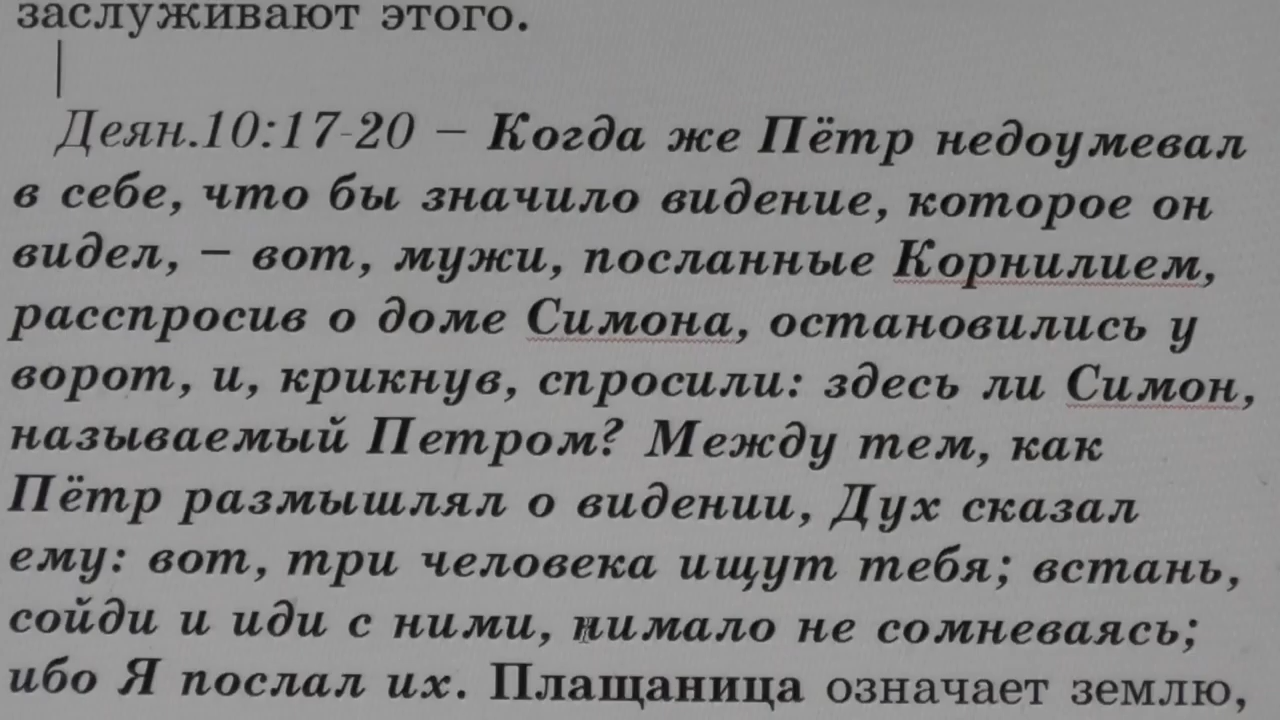 заслуживают этого.
Деян.10:17-20 – Когда же Пётр недоумевал
в себе, что бы значило видение, которое он
видел, – вот, мужи, посланные Корнилием,
расспросив о доме Симона, остановились у
ворот, и, крикнув, спросили: здесь ли Симон,
называемый Петром? Между тем, как
Пётр размышлял о видении, Дух сказал
ему: вот, три человека ищут тебя; встань,
сойди и иди с ними, нимало не сомневаясь;
ибо Я послал их. Плащаница означает землю,